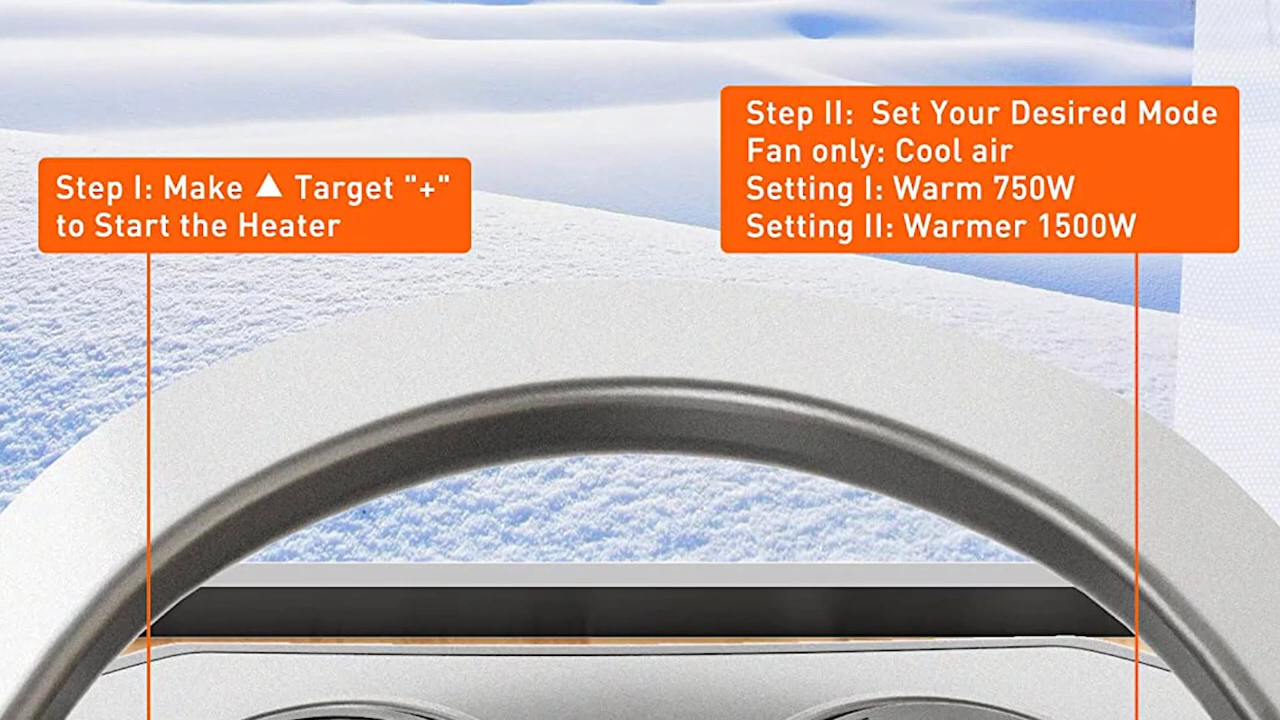 Step I: Make ▲ Target "+"
to Start the Heater
Step II: Set Your Desired Mode
Fan only: Cool air
Setting I: Warm 750W
Setting II: Warmer 1500W